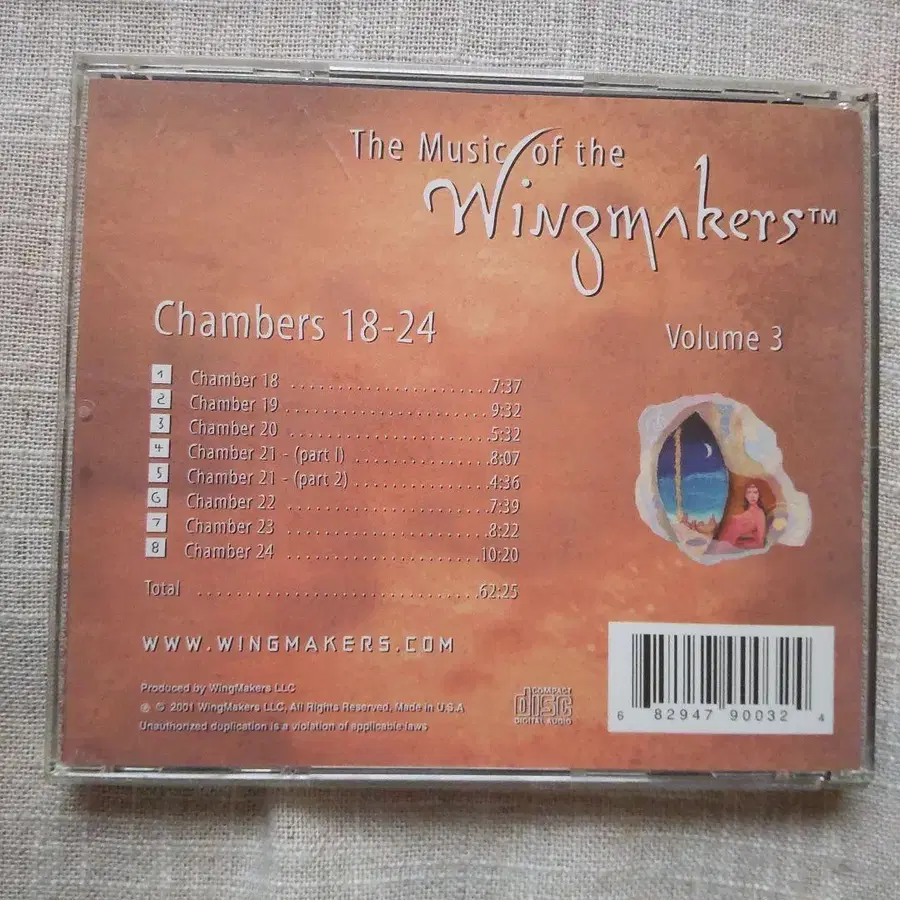 The Music of the
Wingmakers™
Chambers 18-24
Volume 3
1 Chamber 18 ......................7:37
2 Chamber 19 ......................9:32
3 Chamber 20 ......................5:32
4 Chamber 21 - (part 1) ..............8:07
5 Chamber 21 - (part 2) ..............4:36
6 Chamber 22 ......................7:39
7 Chamber 23 ......................8:22
8 Chamber 24 ......................10:20
Total ..............................62:25
WWW.WINGMAKERS.COM
Produced by WingMakers LLC
℗ © 2001 WingMakers LLC, All Rights Reserved. Made in U.S.A
Unauthorized duplication is a violation of applicable laws
COMPACT
disc
DIGITAL AUDIO
6 82947 90032 4